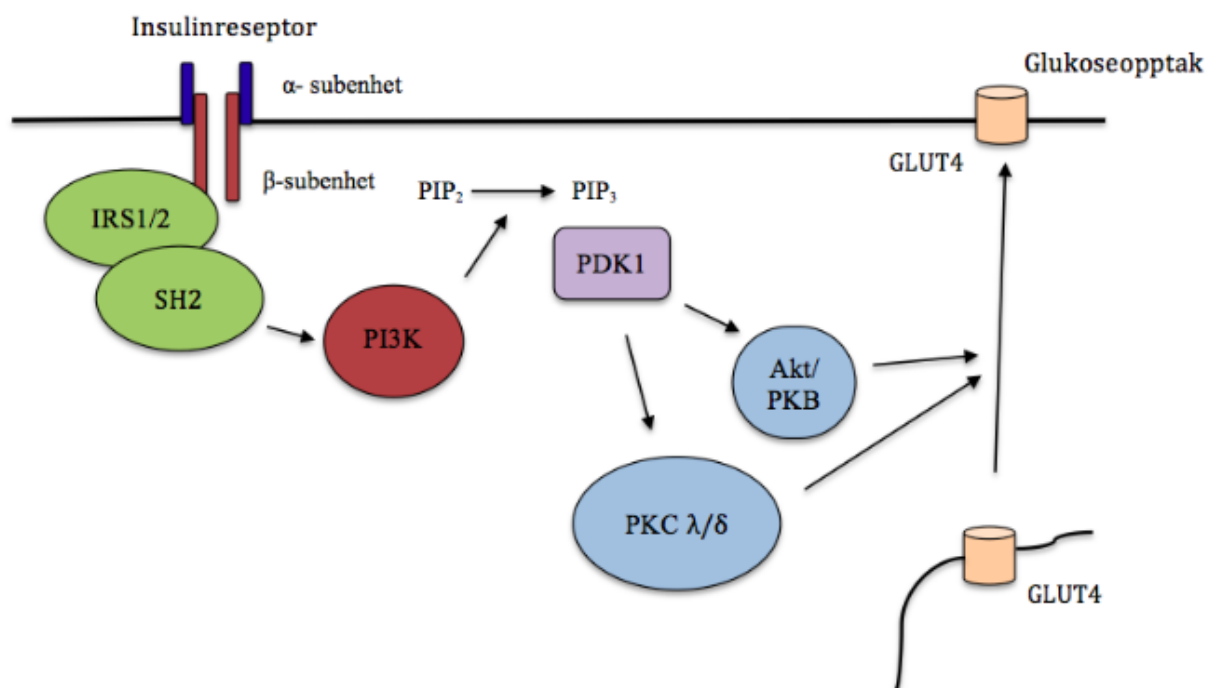 Insulinreseptor
α- subenhet
Glukoseopptak
GLUT4
β-subenhet
PIP₂
PIP₃
IRS1/2
PDK1
SH2
PI3K
Akt/
PKB
PKC λ/δ
GLUT4